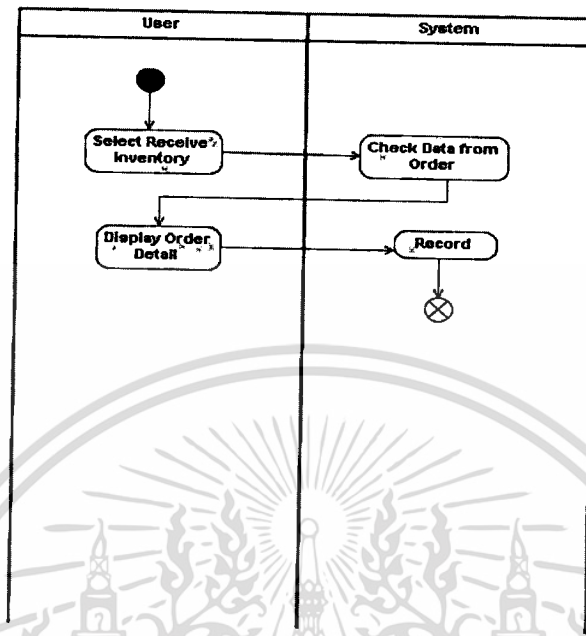 User
System
Select Receive
Inventory
Check Data from
Order
Display Order
Detail
Record